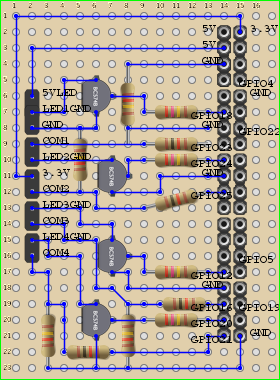 1 2 3 4 5 6 7 8 9 10 11 12 13 14 15 16
1
2
3
4
5
6
7
8
9
10
11
12
13
14
15
16
17
18
19
20
21
22
23
5V 3.3V
5V
GND
GPIO4
5VLED GND
LED1GND
GPIO18
GND
GND GPIO22
COM1
GPIO23
LED2GND
GPIO24
3.3V GND
COM2
GPIO25
LED3GND
COM3
LED4GND
COM4
GPIO5
GPIO12
GND
GPIO16 GPIO19
GPIO20
GND
GPIO21
BC548
BC548
BC548
BC548